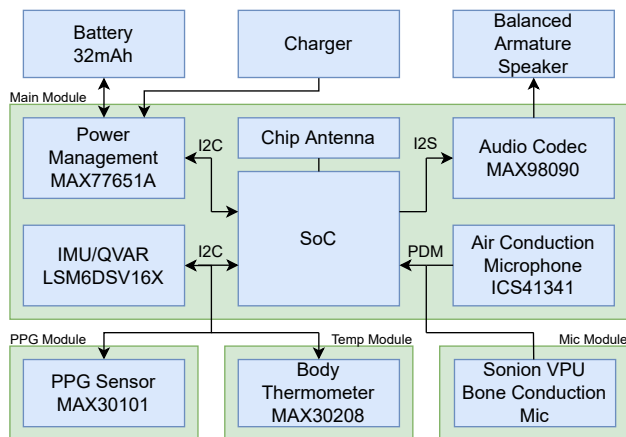 Battery
32mAh
Charger
Balanced
Armature
Speaker
Main Module
Power
Management
MAX77651A
I2C
Chip Antenna
I2S
Audio Codec
MAX98090
SoC
IMU/QVAR
LSM6DSV16X
I2C
PDM
Air Conduction
Microphone
ICS41341
PPG Module
Temp Module
Mic Module
PPG Sensor
MAX30101
Body
Thermometer
MAX30208
Sonion VPU
Bone Conduction
Mic